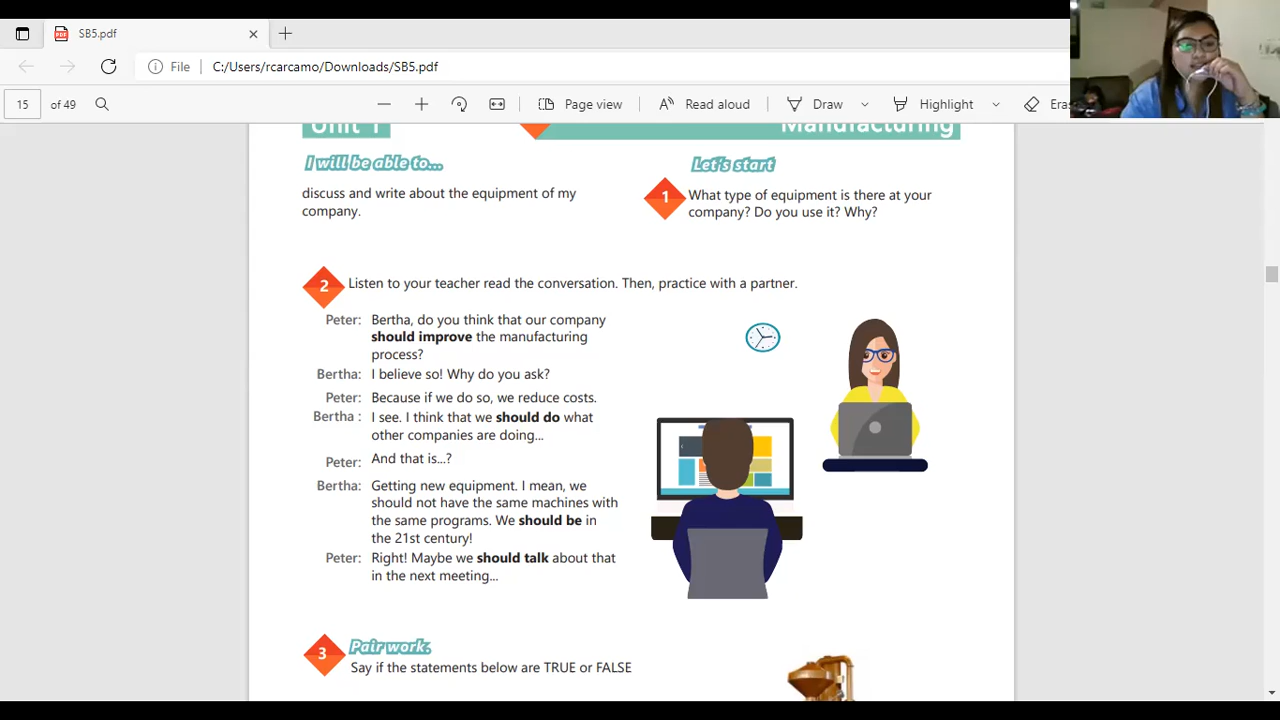 SB5.pdf
File C:/Users/rcarcamo/Downloads/SB5.pdf
15 of 49 Page view Read aloud Draw Highlight Eras
Unit 1 Manufacturing
I will be able to...
discuss and write about the equipment of my
company.
Let's start
1 What type of equipment is there at your
company? Do you use it? Why?
2 Listen to your teacher read the conversation. Then, practice with a partner.
Peter: Bertha, do you think that our company
should improve the manufacturing
process?
Bertha: I believe so! Why do you ask?
Peter: Because if we do so, we reduce costs.
Bertha : I see. I think that we should do what
other companies are doing...
Peter: And that is...?
Bertha: Getting new equipment. I mean, we
should not have the same machines with
the same programs. We should be in
the 21st century!
Peter: Right! Maybe we should talk about that
in the next meeting...
3 Pair work.
Say if the statements below are TRUE or FALSE